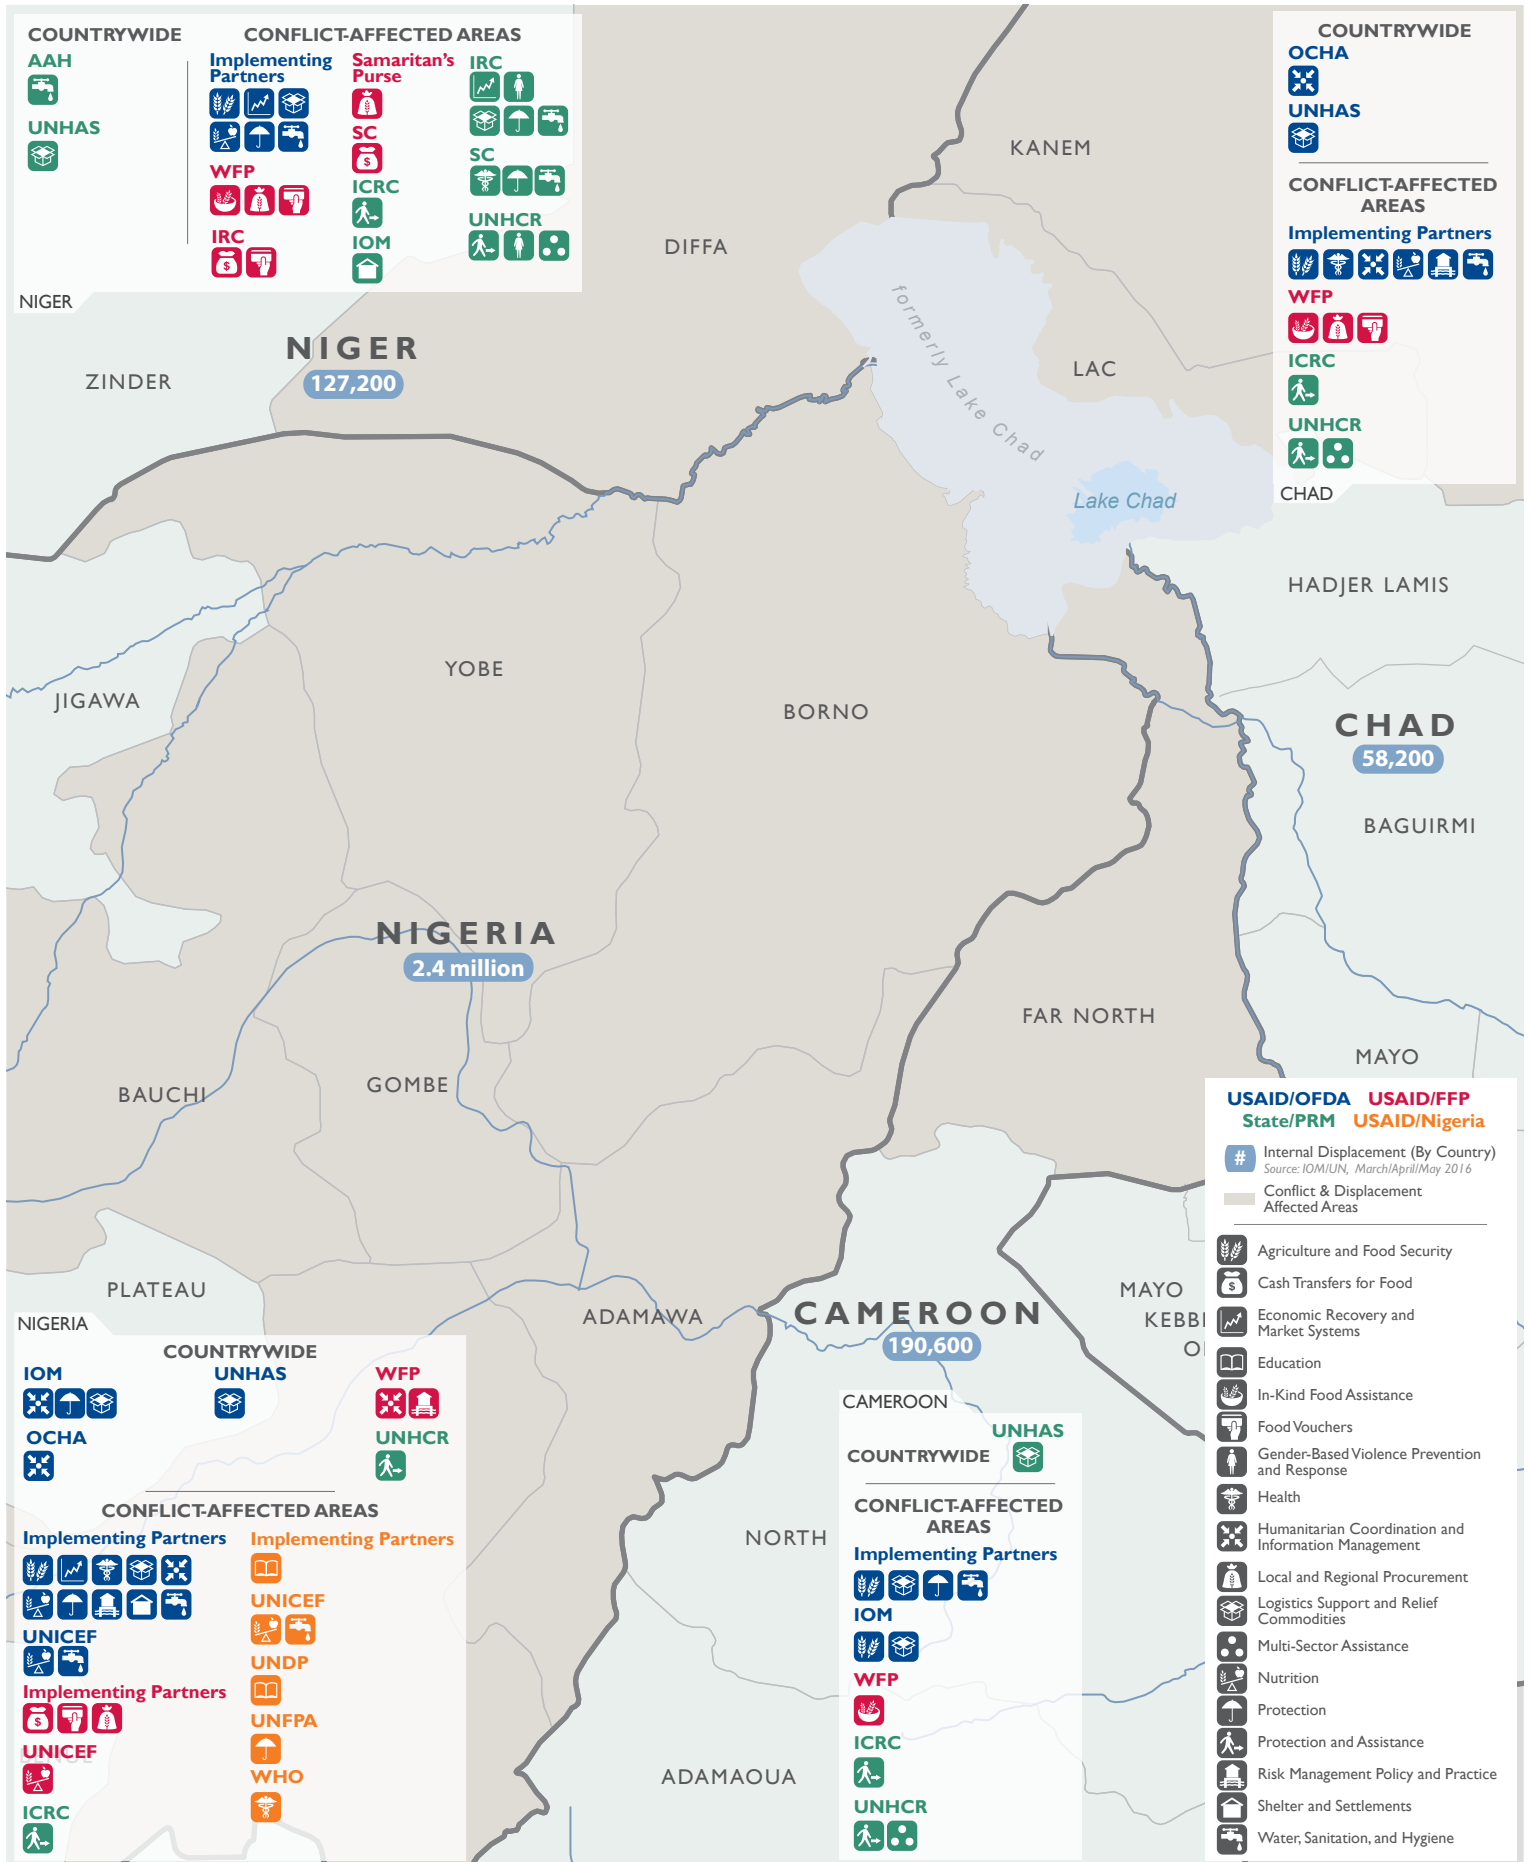 COUNTRYWIDE
AAH
UNHAS
CONFLICT-AFFECTED AREAS
Implementing
Partners
WFP
IRC
$
Samaritan's
Purse
SC
$
ICRC
IOM
IRC
SC
UNHCR
NIGER
COUNTRYWIDE
OCHA
UNHAS
CONFLICT-AFFECTED
AREAS
Implementing Partners
WFP
ICRC
UNHCR
CHAD
KANEM
DIFFA
NIGER
127,200
ZINDER
LAC
formerly Lake Chad
Lake Chad
HADJER LAMIS
YOBE
JIGAWA
BORNO
CHAD
58,200
BAGUIRMI
NIGERIA
2.4 million
FAR NORTH
MAYO
BAUCHI
GOMBE
PLATEAU
ADAMAWA
CAMEROON
190,600
MAYO
KEBBI
NORTH
ADAMAOUA
NIGERIA
COUNTRYWIDE
IOM
UNHAS
WFP
OCHA
UNHCR
CONFLICT-AFFECTED AREAS
Implementing Partners
UNICEF
Implementing Partners
$
UNICEF
ICRC
Implementing Partners
UNICEF
UNDP
UNFPA
WHO
CAMEROON
UNHAS
COUNTRYWIDE
CONFLICT-AFFECTED
AREAS
Implementing Partners
IOM
WFP
ICRC
UNHCR
USAID/OFDA USAID/FFP
State/PRM USAID/Nigeria
# Internal Displacement (By Country)
Source: IOM/UN, March/April/May 2016
Conflict & Displacement
Affected Areas
Agriculture and Food Security
$ Cash Transfers for Food
Economic Recovery and
Market Systems
Education
In-Kind Food Assistance
Food Vouchers
Gender-Based Violence Prevention
and Response
Health
Humanitarian Coordination and
Information Management
Local and Regional Procurement
Logistics Support and Relief
Commodities
Multi-Sector Assistance
Nutrition
Protection
Protection and Assistance
Risk Management Policy and Practice
Shelter and Settlements
Water, Sanitation, and Hygiene